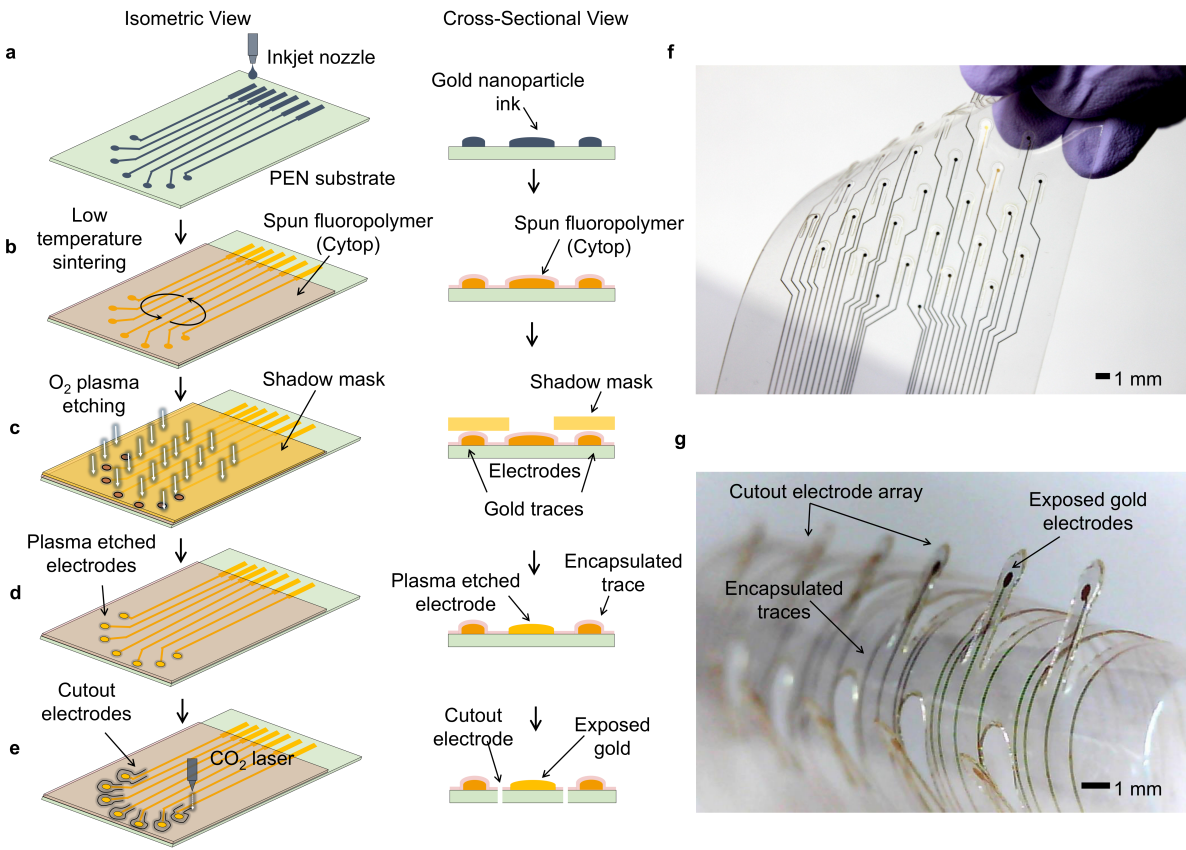 Isometric View
Cross-Sectional View
a
Inkjet nozzle
Gold nanoparticle
ink
PEN substrate
b
Low
temperature
sintering
Spun fluoropolymer
(Cytop)
Spun fluoropolymer
(Cytop)
c
O2 plasma
etching
Shadow mask
Shadow mask
Electrodes
Gold traces
d
Plasma etched
electrodes
Plasma etched
electrode
Encapsulated
trace
e
Cutout
electrodes
CO2 laser
Cutout
electrode
Exposed
gold
f
1 mm
g
Cutout electrode array
Exposed gold
electrodes
Encapsulated
traces
1 mm